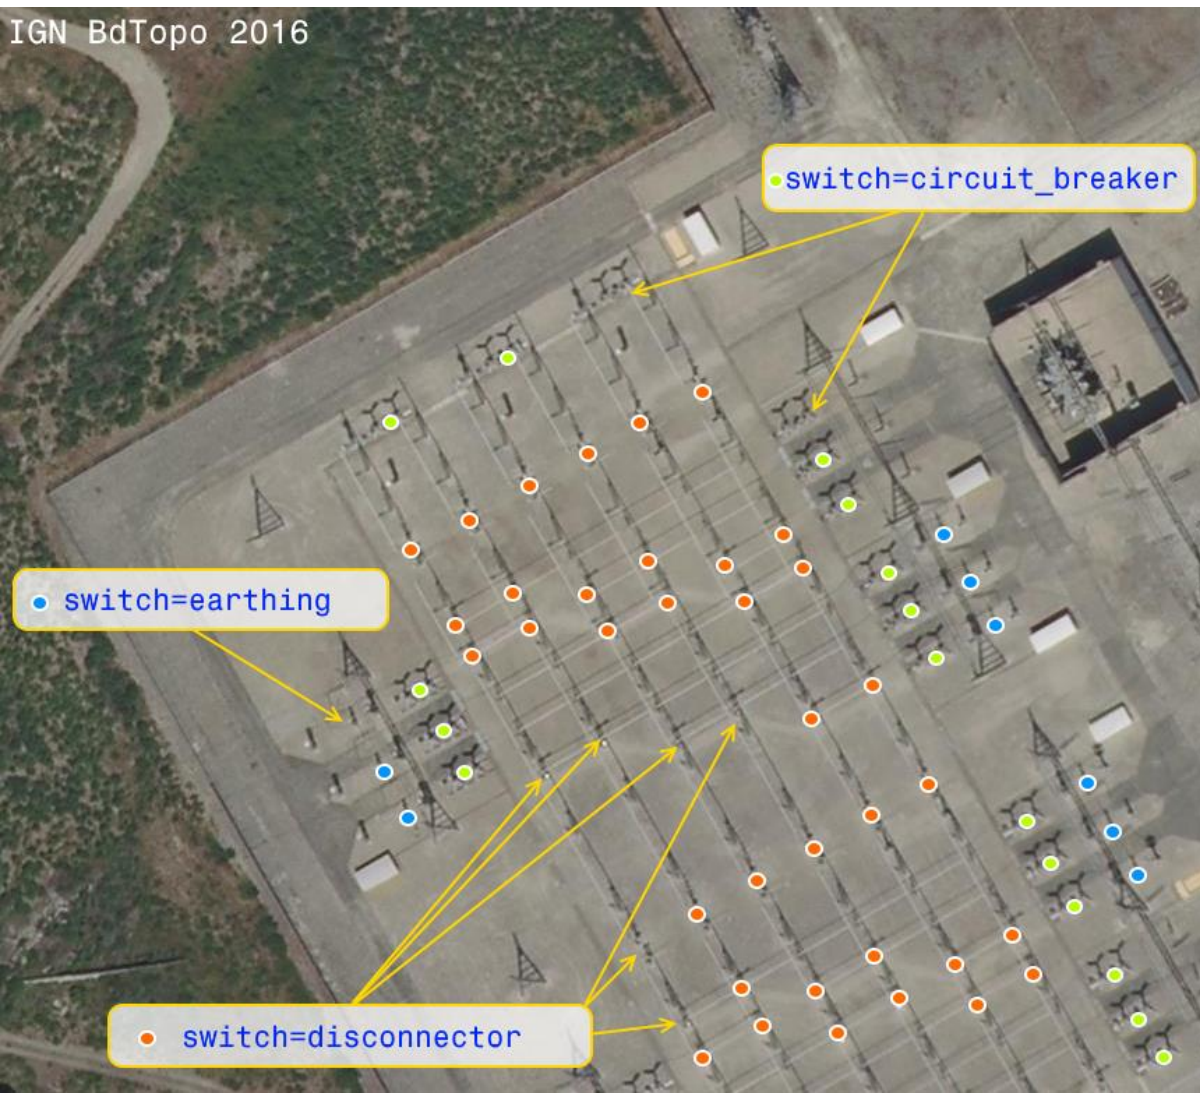 IGN BdTopo 2016
switch=circuit_breaker
switch=earthing
switch=disconnector